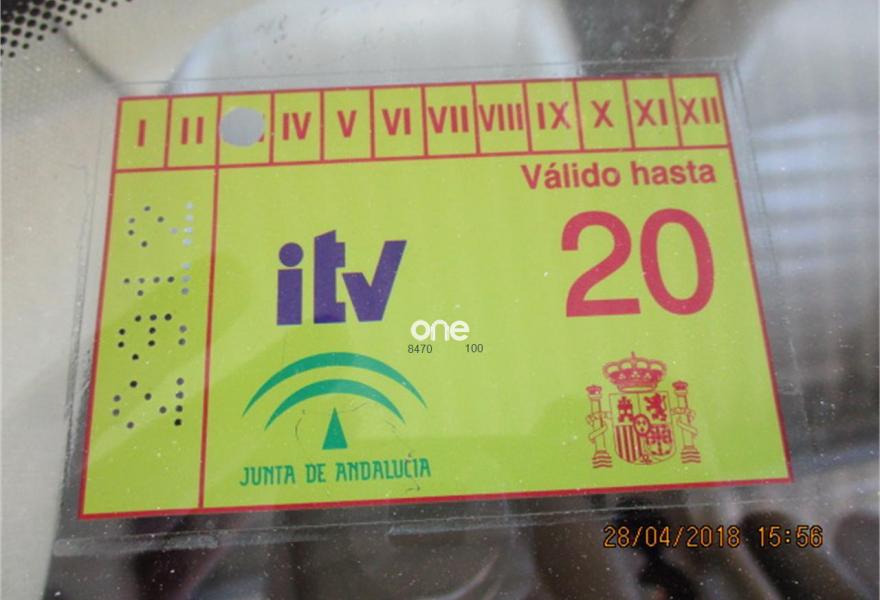 I II IV V VI VII VIII IX X XI XII
Válido hasta
20
itv
one
8470 100
JUNTA DE ANDALUCIA
28/04/2018 15:56